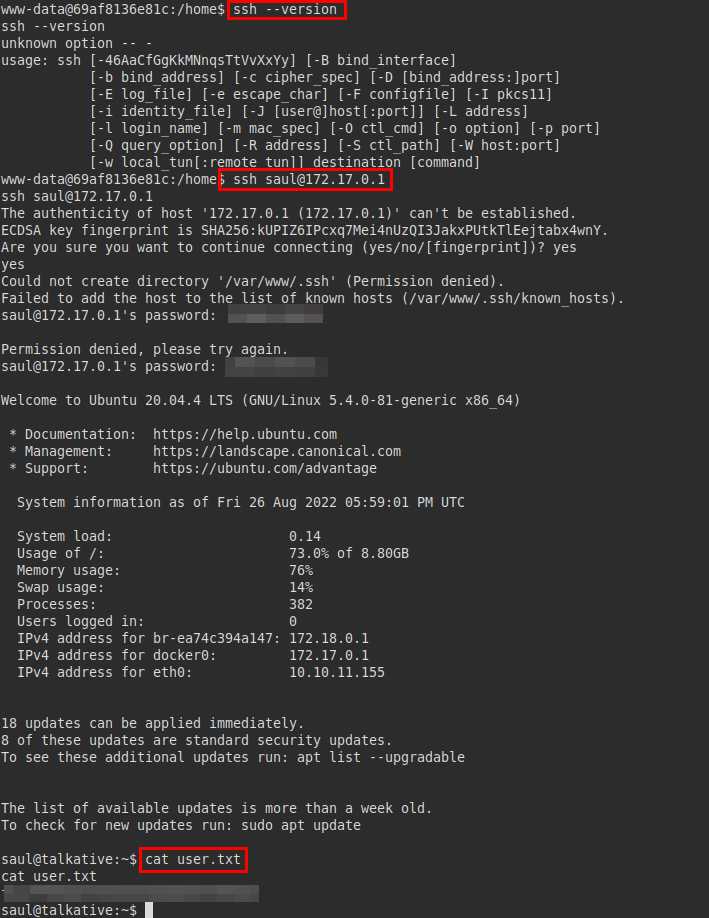 www-data@69af8136e81c:/home$ ssh --version
ssh --version
unknown option -- -
usage: ssh [-46AaCfGgKkMNnqsTtVvXxYy] [-B bind_interface]
           [-b bind_address] [-c cipher_spec] [-D [bind_address:]port]
           [-E log_file] [-e escape_char] [-F configfile] [-I pkcs11]
           [-i identity_file] [-J [user@]host[:port]] [-L address]
           [-l login_name] [-m mac_spec] [-O ctl_cmd] [-o option] [-p port]
           [-Q query_option] [-R address] [-S ctl_path] [-W host:port]
           [-w local_tun[:remote_tun]] destination [command]
www-data@69af8136e81c:/home$ ssh saul@172.17.0.1
ssh saul@172.17.0.1
The authenticity of host '172.17.0.1 (172.17.0.1)' can't be established.
ECDSA key fingerprint is SHA256:kUPIZ6IPcxq7Mei4nUzQI3JakxPUtkTlEejtabx4wnY.
Are you sure you want to continue connecting (yes/no/[fingerprint])? yes
yes
Could not create directory '/var/www/.ssh' (Permission denied).
Failed to add the host to the list of known hosts (/var/www/.ssh/known_hosts).
saul@172.17.0.1's password:
Permission denied, please try again.
saul@172.17.0.1's password:
Welcome to Ubuntu 20.04.4 LTS (GNU/Linux 5.4.0-81-generic x86_64)
 * Documentation:  https://help.ubuntu.com
 * Management:     https://landscape.canonical.com
 * Support:        https://ubuntu.com/advantage
  System information as of Fri 26 Aug 2022 05:59:01 PM UTC
  System load:                      0.14
  Usage of /:                       73.0% of 8.80GB
  Memory usage:                     76%
  Swap usage:                       14%
  Processes:                        382
  Users logged in:                  0
  IPv4 address for br-ea74c394a147: 172.18.0.1
  IPv4 address for docker0:         172.17.0.1
  IPv4 address for eth0:            10.10.11.155
18 updates can be applied immediately.
8 of these updates are standard security updates.
To see these additional updates run: apt list --upgradable
The list of available updates is more than a week old.
To check for new updates run: sudo apt update
saul@talkative:~$ cat user.txt
cat user.txt
saul@talkative:~$